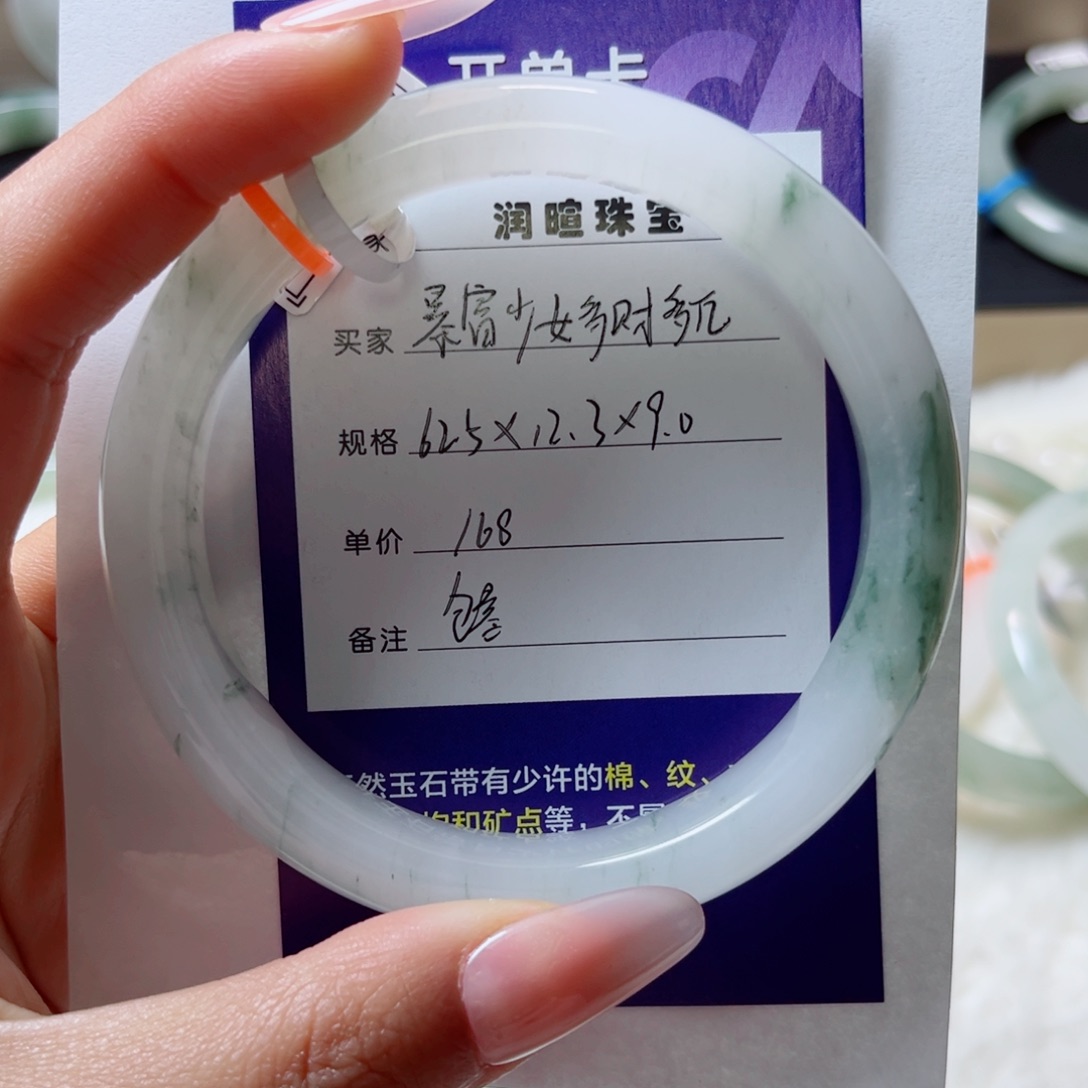 开单卡
润暄珠宝
买家 暴富少女多财多亿
规格 62.5×12.3×9.0
单价 168
备注
然玉石带有少许的棉、纹、
和矿点等，不